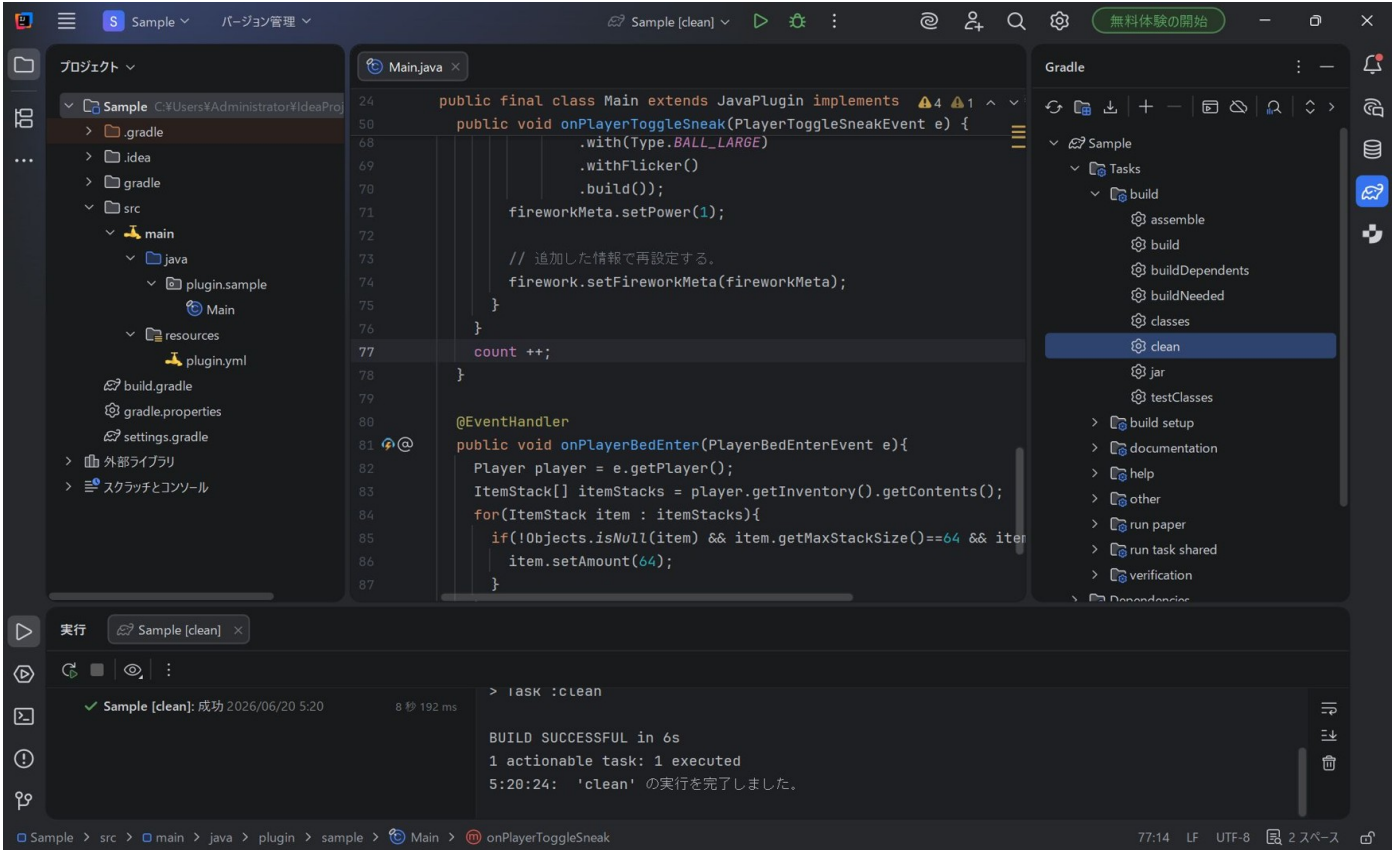 S Sample バージョン管理 Sample [clean] 無料体験の開始
プロジェクト
Sample C:¥Users¥Administrator¥IdeaProj
.gradle
.idea
gradle
src
main
java
plugin.sample
Main
resources
plugin.yml
build.gradle
gradle.properties
settings.gradle
外部ライブラリ
スクラッチとコンソール
Main.java
24 public final class Main extends JavaPlugin implements 4 1
50 public void onPlayerToggleSneak(PlayerToggleSneakEvent e) {
68 .with(Type.BALL_LARGE)
69 .withFlicker()
70 .build());
71 fireworkMeta.setPower(1);
72
73 // 追加した情報で再設定する。
74 firework.setFireworkMeta(fireworkMeta);
75 }
76 }
77 count ++;
78 }
79
80 @EventHandler
81 public void onPlayerBedEnter(PlayerBedEnterEvent e){
82 Player player = e.getPlayer();
83 ItemStack[] itemStacks = player.getInventory().getContents();
84 for(ItemStack item : itemStacks){
85 if(!Objects.isNull(item) && item.getMaxStackSize()==64 && item
86 item.setAmount(64);
87 }
Gradle
Sample
Tasks
build
assemble
build
buildDependents
buildNeeded
classes
clean
jar
testClasses
build setup
documentation
help
other
run paper
run task shared
verification
Dependencies
実行 Sample [clean]
Sample [clean]: 成功 2026/06/20 5:20 8 秒 192 ms
> Task :clean
BUILD SUCCESSFUL in 6s
1 actionable task: 1 executed
5:20:24: 'clean' の実行を完了しました。
Sample > src > main > java > plugin > sample > Main > onPlayerToggleSneak 77:14 LF UTF-8 2 スペース